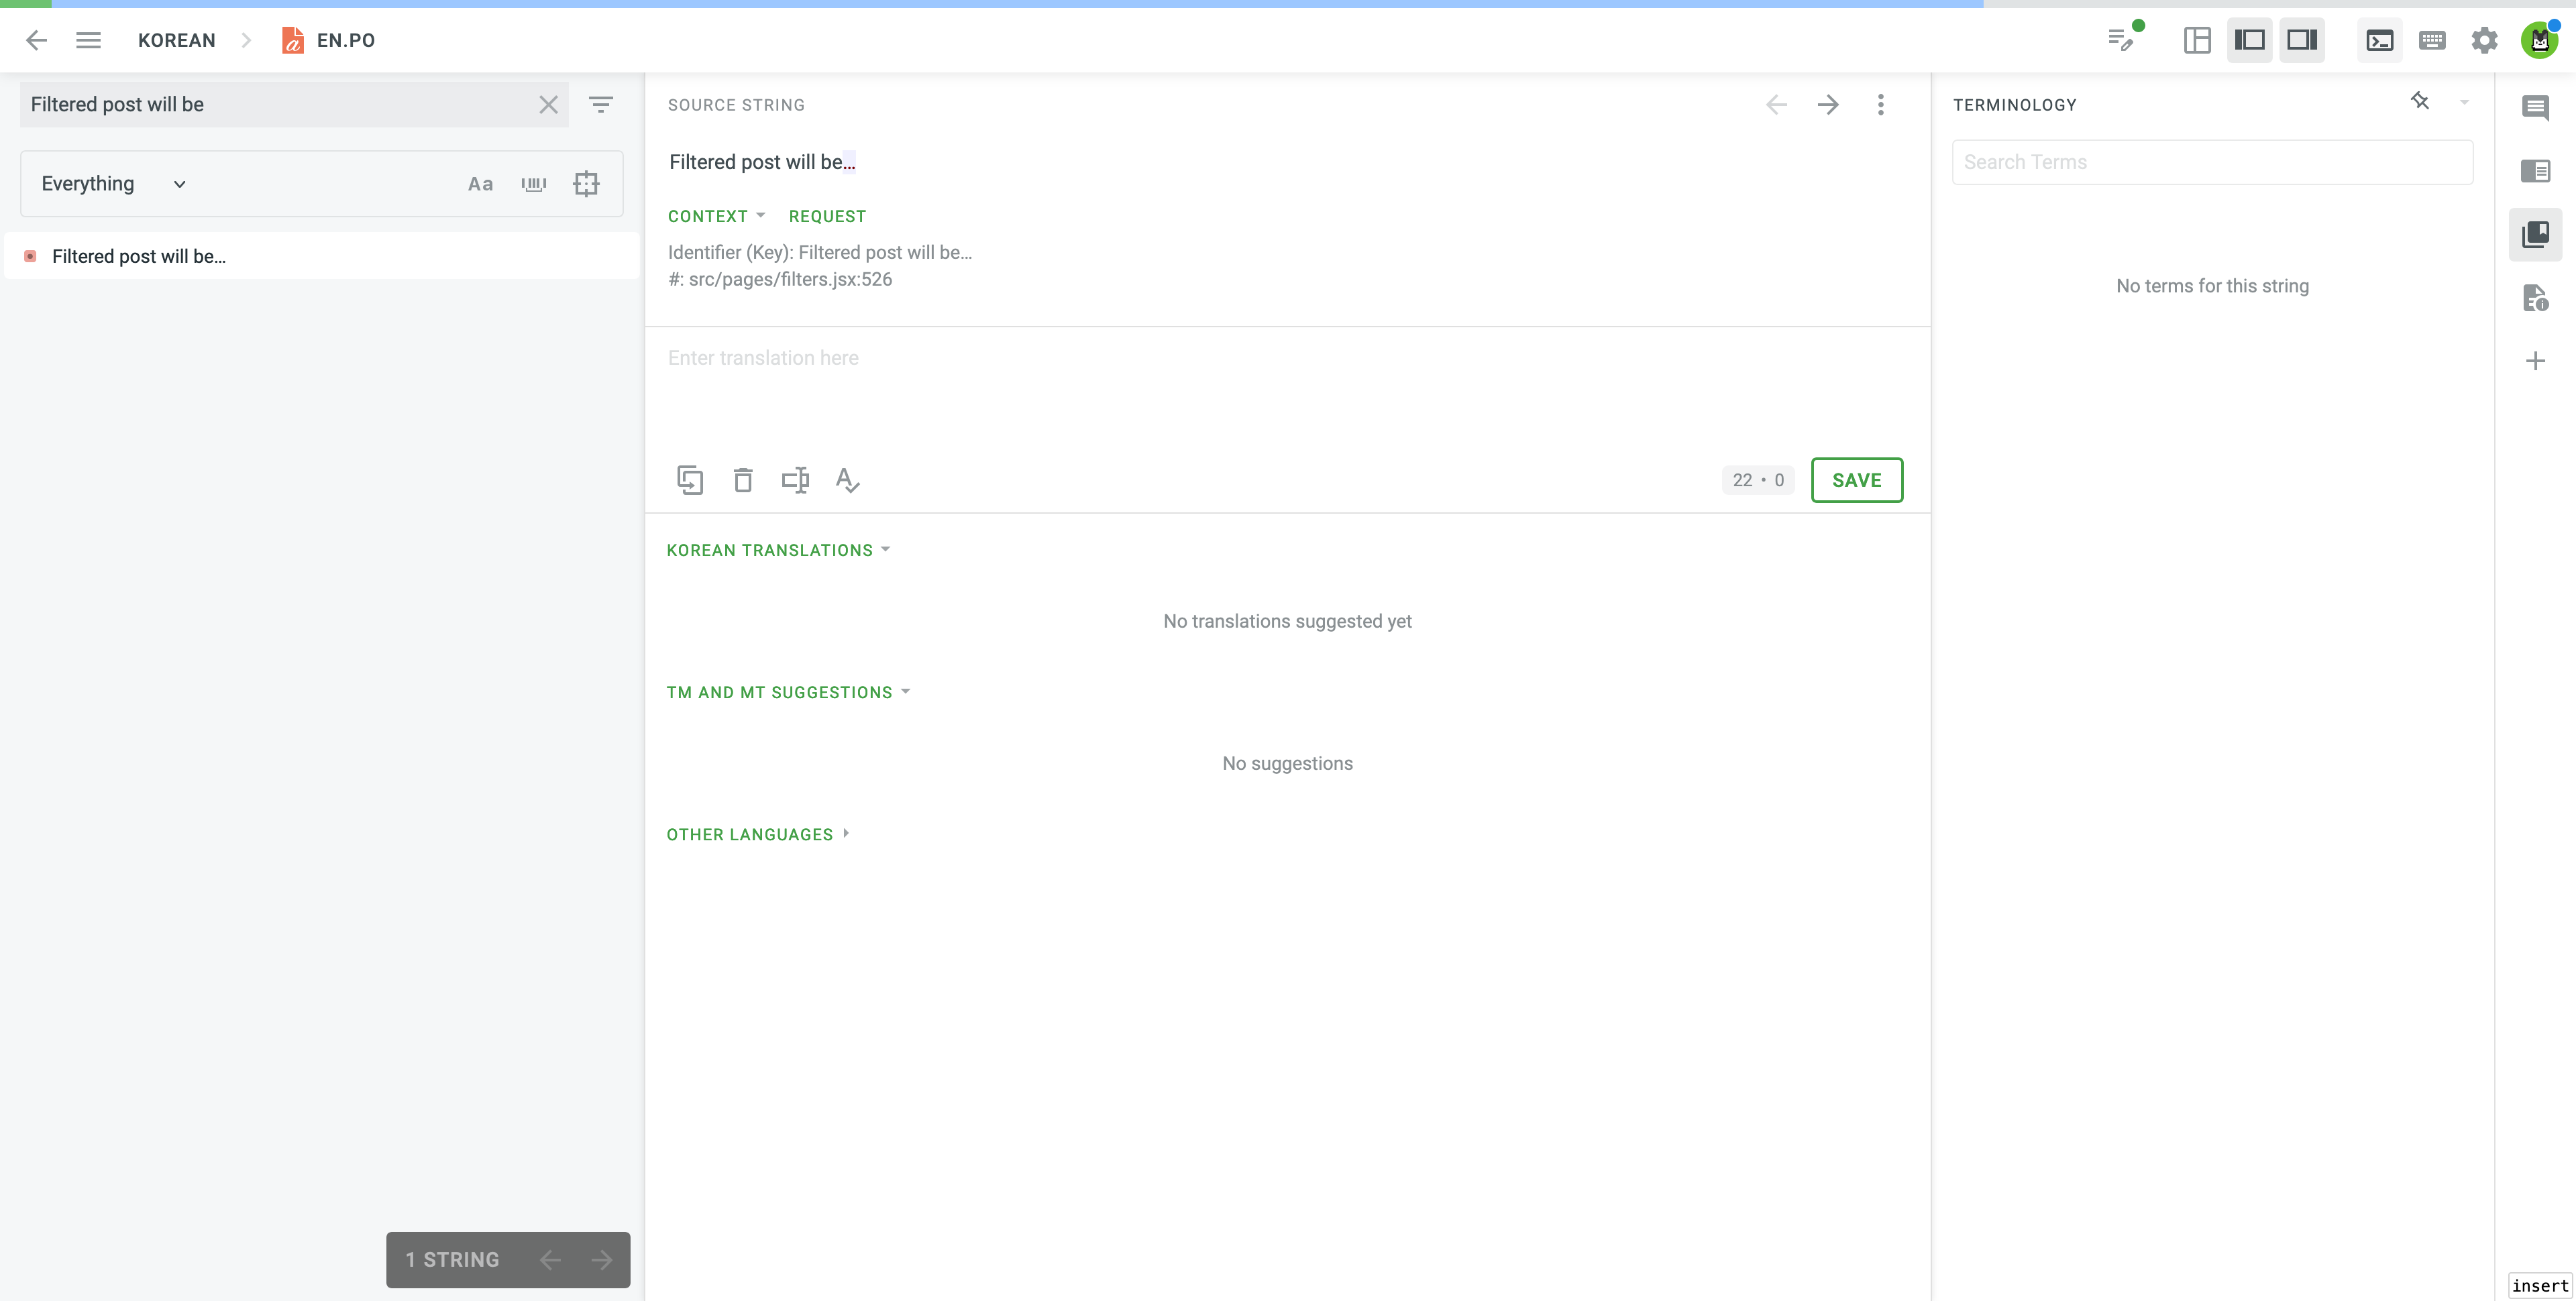 KOREAN
EN.PO
Filtered post will be
Everything
Aa
Filtered post will be…
1 STRING
SOURCE STRING
Filtered post will be…
CONTEXT
REQUEST
Identifier (Key): Filtered post will be…
#: src/pages/filters.jsx:526
Enter translation here
22 • 0
SAVE
KOREAN TRANSLATIONS
No translations suggested yet
TM AND MT SUGGESTIONS
No suggestions
OTHER LANGUAGES
TERMINOLOGY
Search Terms
No terms for this string
insert